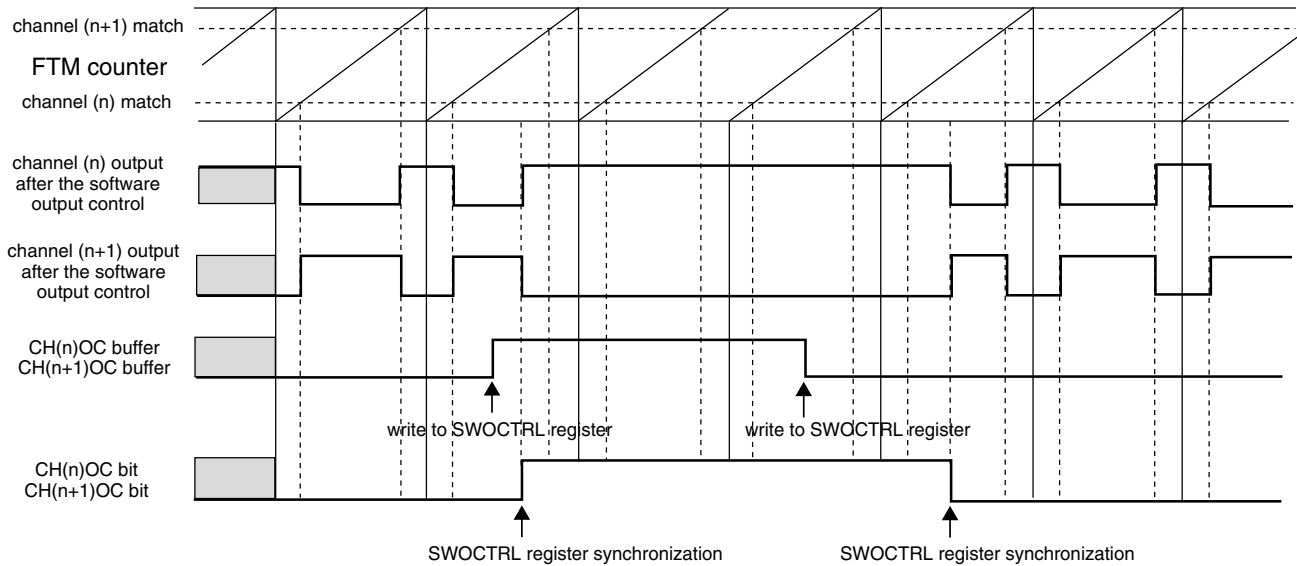 channel (n+1) match
FTM counter
channel (n) match
channel (n) output
after the software
output control
channel (n+1) output
after the software
output control
CH(n)OC buffer
CH(n+1)OC buffer
write to SWOCTRL register
write to SWOCTRL register
CH(n)OC bit
CH(n+1)OC bit
SWOCTRL register synchronization
SWOCTRL register synchronization